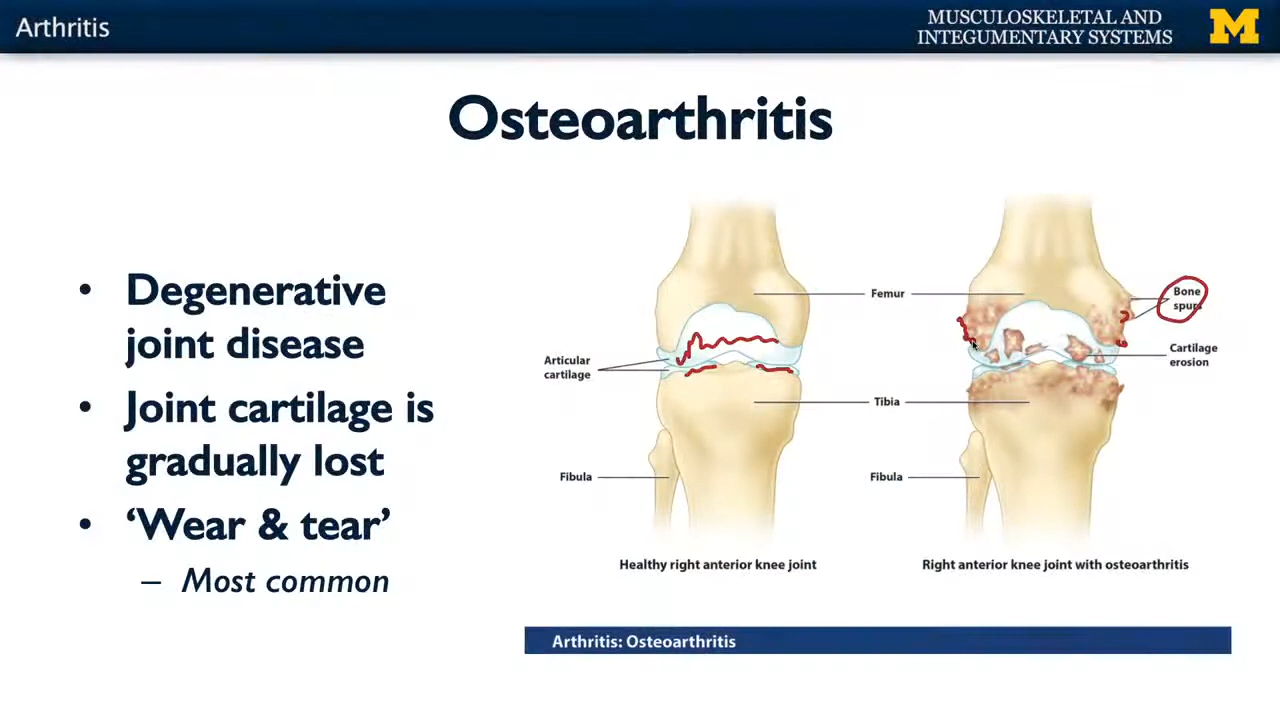 Arthritis
MUSCULOSKELETAL AND
INTEGUMENTARY SYSTEMS
M
Osteoarthritis
• Degenerative
joint disease
• Joint cartilage is
gradually lost
• ‘Wear & tear’
– Most common
Articular
cartilage
Fibula
Femur
Tibia
Fibula
Bone
spurs
Cartilage
erosion
Healthy right anterior knee joint
Right anterior knee joint with osteoarthritis
Arthritis: Osteoarthritis